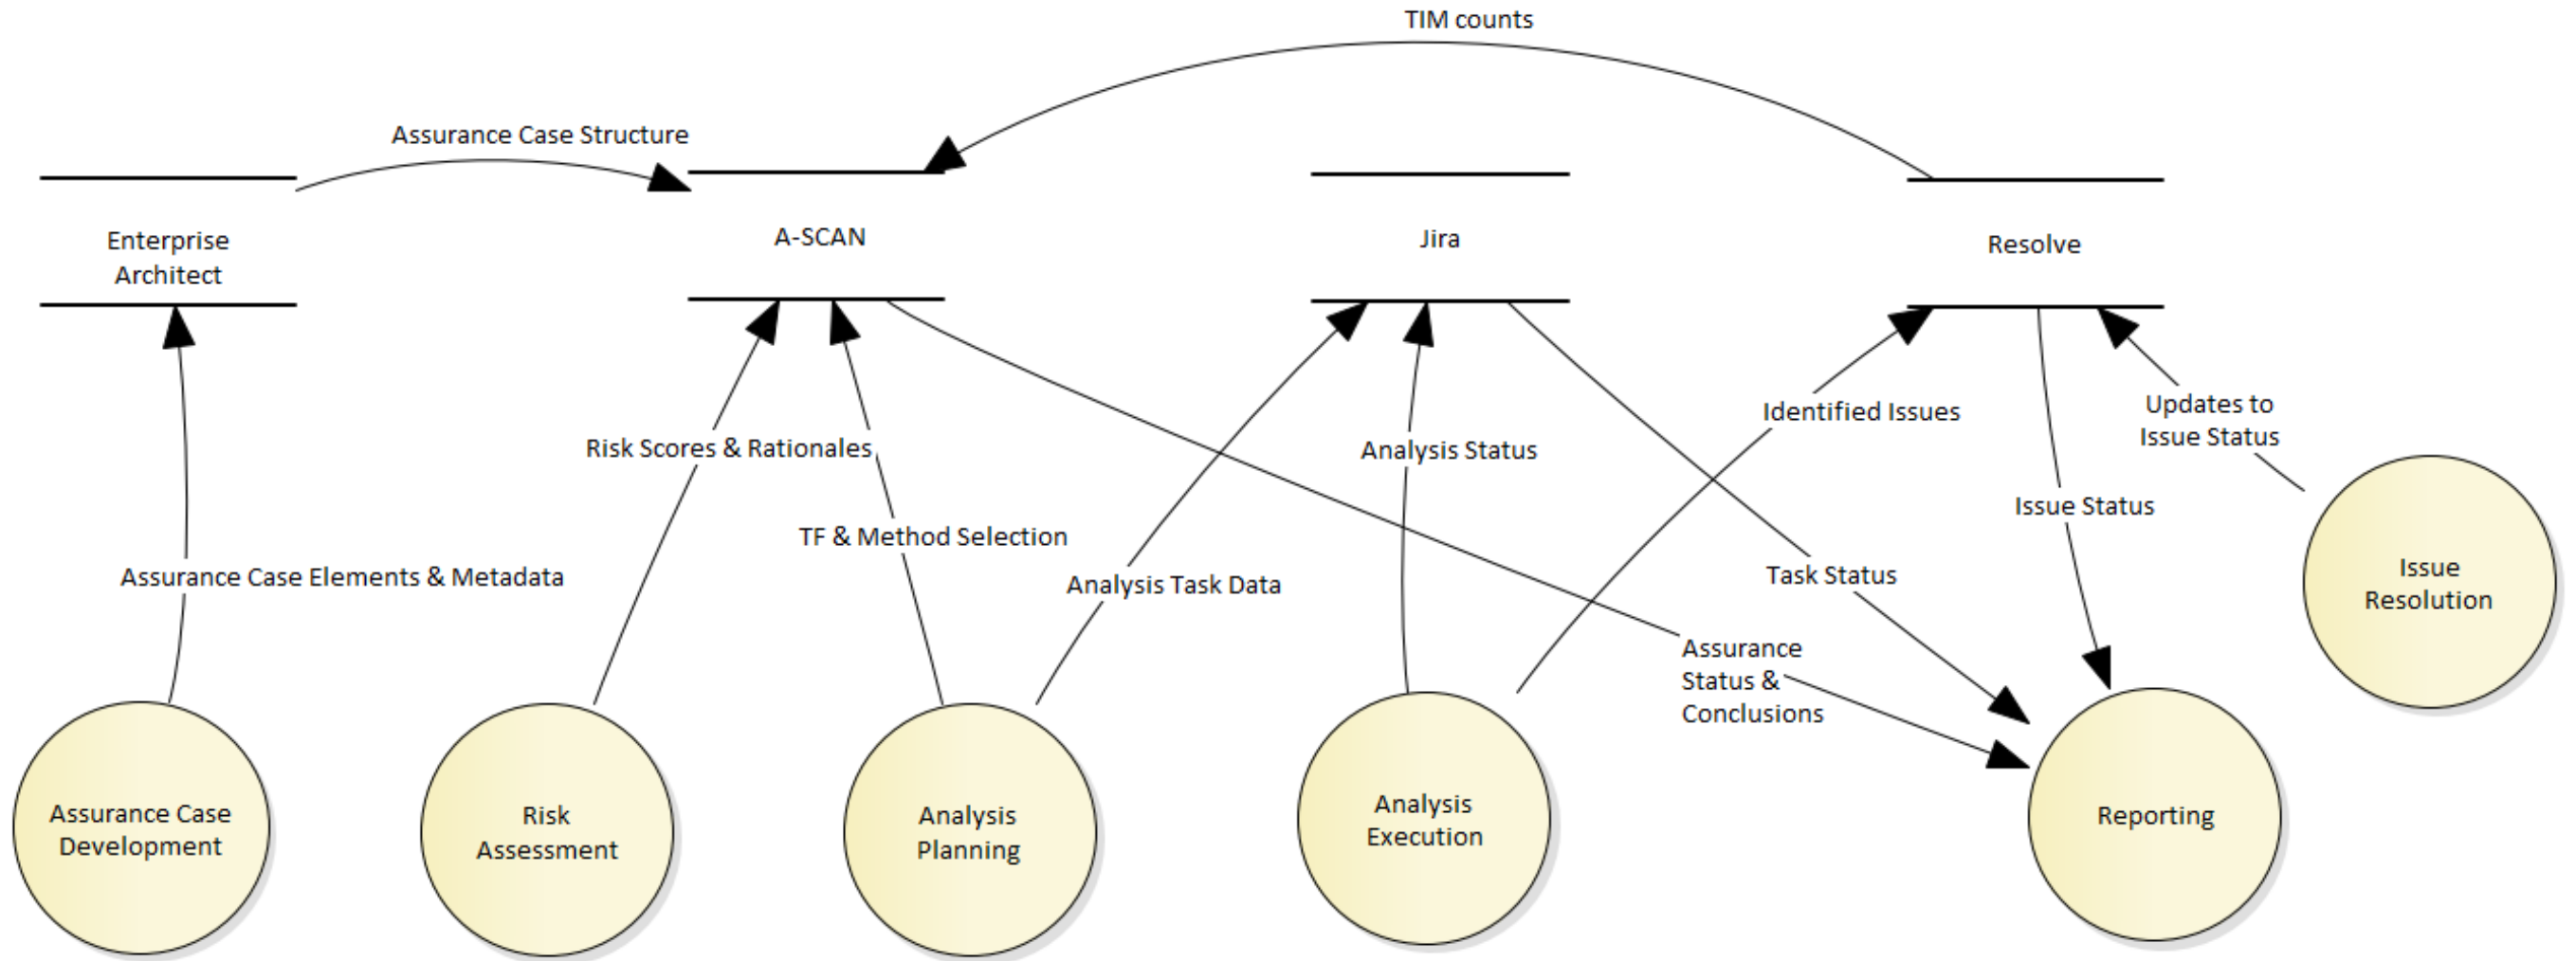 TIM counts
Assurance Case Structure
Enterprise
Architect
A-SCAN
Jira
Resolve
Risk Scores & Rationales
Analysis Status
Identified Issues
Updates to
Issue Status
TF & Method Selection
Issue Status
Assurance Case Elements & Metadata
Analysis Task Data
Task Status
Issue
Resolution
Assurance
Status &
Conclusions
Assurance Case
Development
Risk
Assessment
Analysis
Planning
Analysis
Execution
Reporting